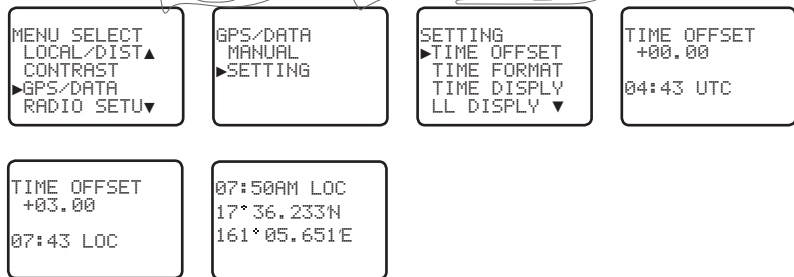 MENU SELECT
LOCAL/DIST▲
CONTRAST
►GPS/DATA
RADIO SETU▼
GPS/DATA
MANUAL
►SETTING
SETTING
►TIME OFFSET
TIME FORMAT
TIME DISPLY
LL DISPLY ▼
TIME OFFSET
+00.00
04:43 UTC
TIME OFFSET
+03.00
07:43 LOC
07:50AM LOC
17°36.233'N
161°05.651'E